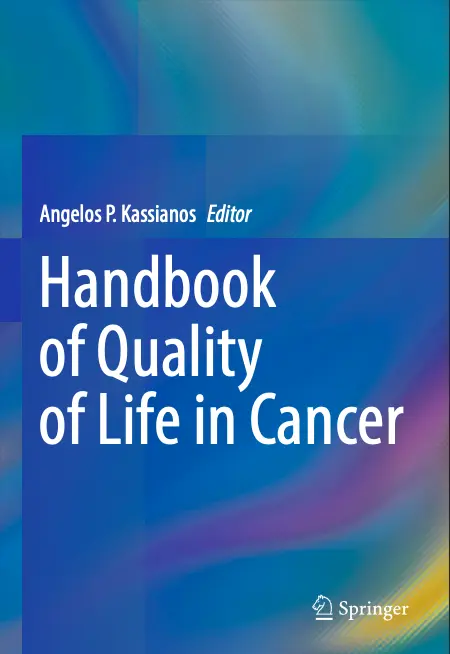 Angelos P. Kassianos Editor
Handbook
of Quality
of Life in Cancer
Springer